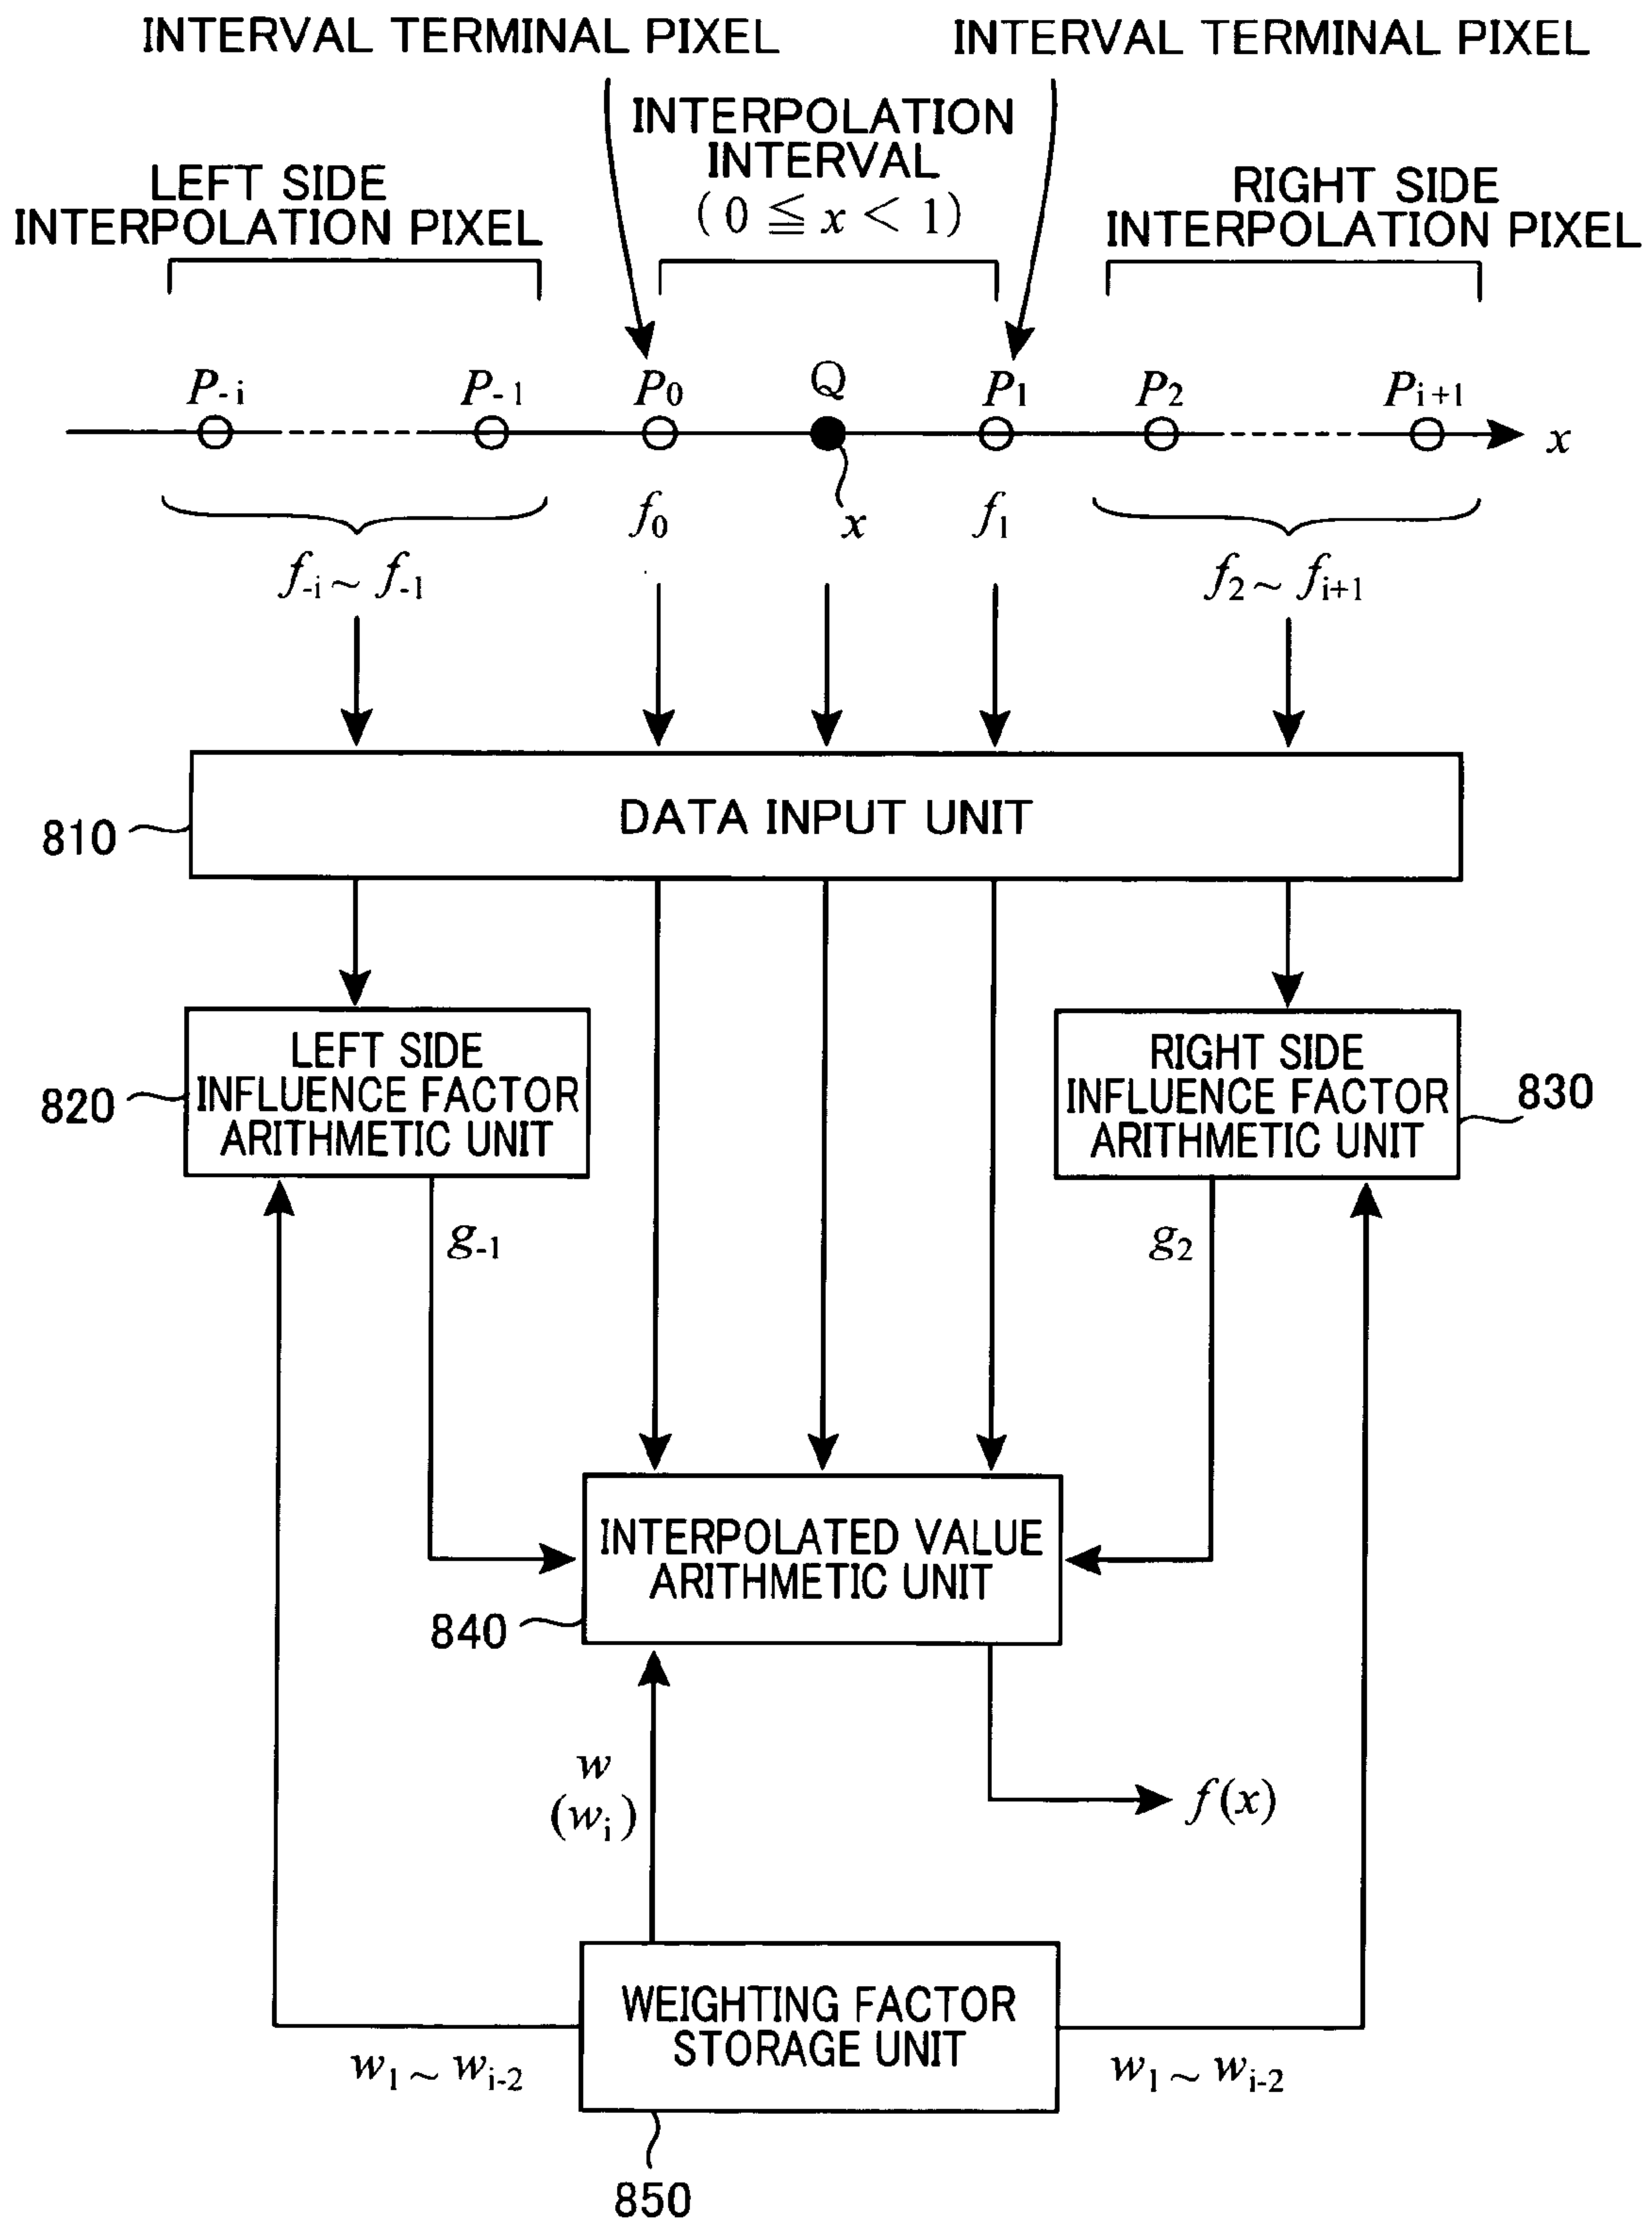 INTERVAL TERMINAL PIXEL
INTERVAL TERMINAL PIXEL
INTERPOLATION
INTERVAL
(0 ≦ x < 1)
LEFT SIDE
INTERPOLATION PIXEL
RIGHT SIDE
INTERPOLATION PIXEL
P-i
P-1
P0
Q
P1
P2
Pi+1
x
f0
x
f1
f-i ~ f-1
f2 ~ fi+1
DATA INPUT UNIT
810
LEFT SIDE
INFLUENCE FACTOR
ARITHMETIC UNIT
820
RIGHT SIDE
INFLUENCE FACTOR
ARITHMETIC UNIT
830
g-1
g2
INTERPOLATED VALUE
ARITHMETIC UNIT
840
w
(wi)
f(x)
WEIGHTING FACTOR
STORAGE UNIT
w1 ~ wi-2
w1 ~ wi-2
850